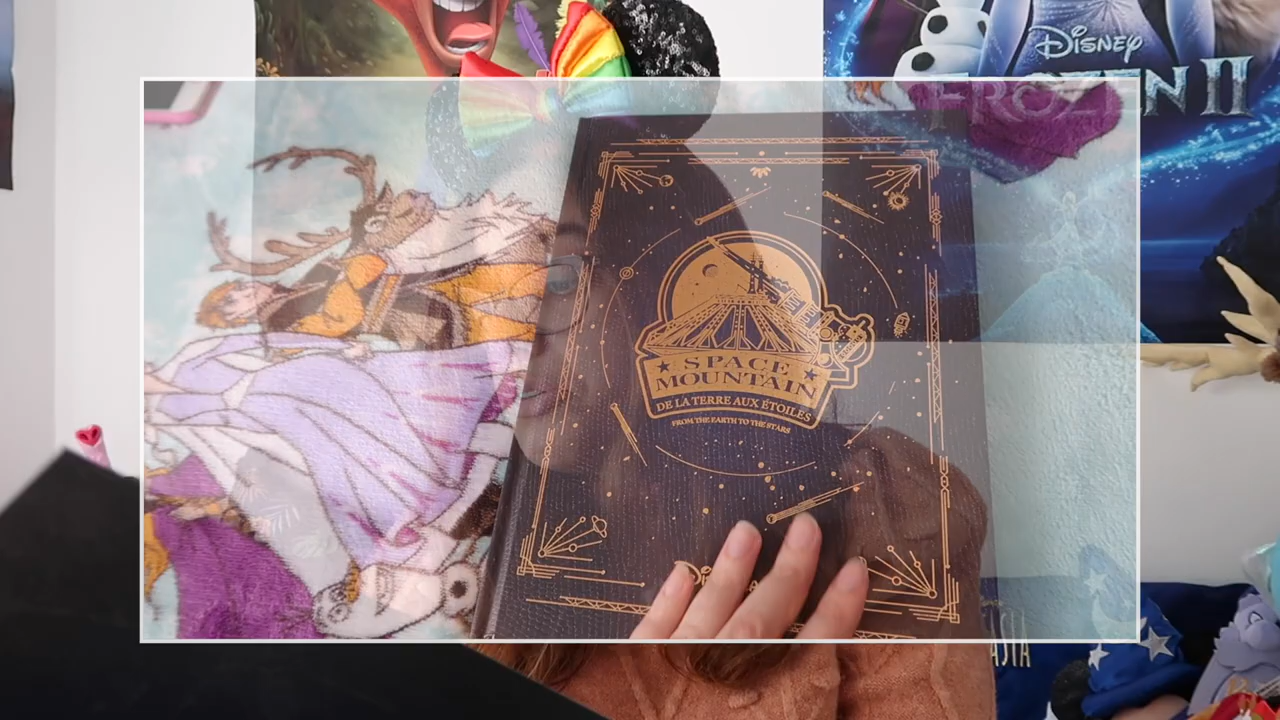 Disney
FROZEN II
SPACE
MOUNTAIN
DE LA TERRE AUX ÉTOILES
FROM THE EARTH TO THE STARS